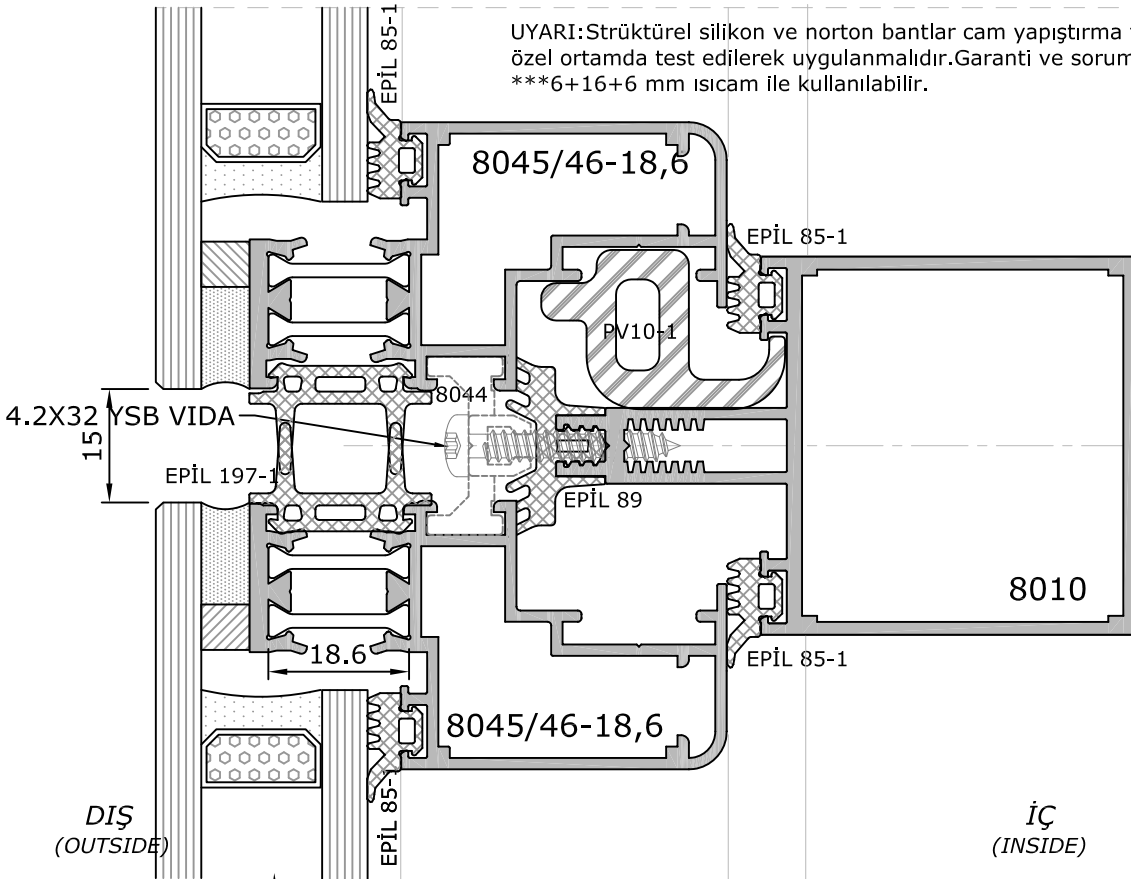 UYARI:Strüktürel silikon ve norton bantlar cam yapıştırma
özel ortamda test edilerek uygulanmalıdır.Garanti ve
***6+16+6 mm ısıcam ile kullanılabilir.
EPİL 85-1
8045/46-18,6
EPİL 85-1
PV10-1
8044
4.2X32 YSB VIDA
15
EPİL 197-1
EPİL 89
8010
18.6
EPİL 85-1
8045/46-18,6
EPİL 85-1
DIŞ
(OUTSIDE)
İÇ
(INSIDE)